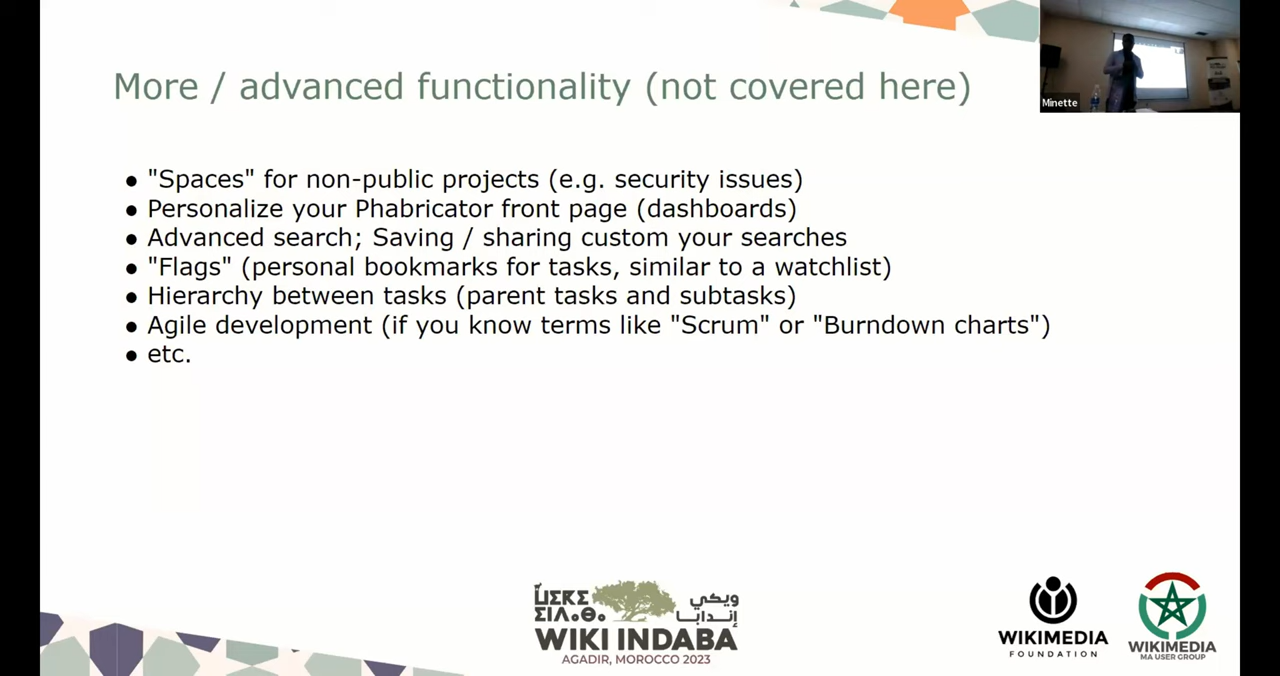 More / advanced functionality (not covered here)
Minette
● "Spaces" for non-public projects (e.g. security issues)
● Personalize your Phabricator front page (dashboards)
● Advanced search; Saving / sharing custom your searches
● "Flags" (personal bookmarks for tasks, similar to a watchlist)
● Hierarchy between tasks (parent tasks and subtasks)
● Agile development (if you know terms like "Scrum" or "Burndown charts")
● etc.
ويكي
إندابا
WIKI INDABA
AGADIR, MOROCCO 2023
WIKIMEDIA
FOUNDATION
WIKIMEDIA
MA USER GROUP